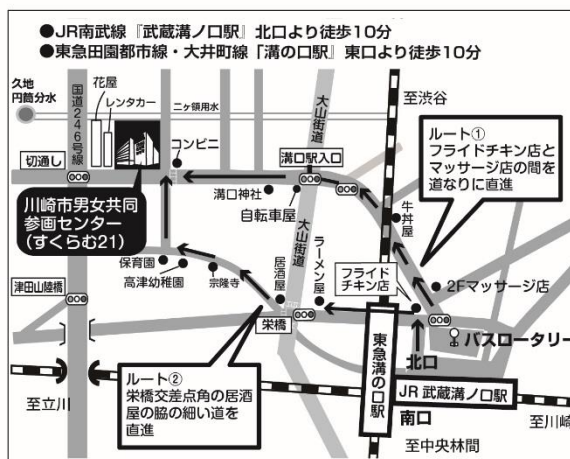 ●JR南武線『武蔵溝ノ口駅』北口より徒歩10分
●東急田園都市線・大井町線「溝の口駅」東口より徒歩10分
久地
円筒分水
花屋
レンタカー
国道246号線
二ヶ領用水
大山街道
至渋谷
コンビニ
切通し
溝口駅入口
ルート①
フライドチキン店と
マッサージ店の間を
道なりに直進
溝口神社
自転車屋
牛丼屋
川崎市男女共同
参画センター
(すくらむ21)
大山街道
保育園
高津幼稚園
宗隆寺
居酒屋
ラーメン屋
フライド
チキン店
2Fマッサージ店
津田山陸橋
栄橋
バスロータリー
北口
ルート②
栄橋交差点角の居酒
屋の脇の細い道を
直進
東急溝の口駅
JR 武蔵溝ノ口駅
南口
至立川
至川崎
至中央林間